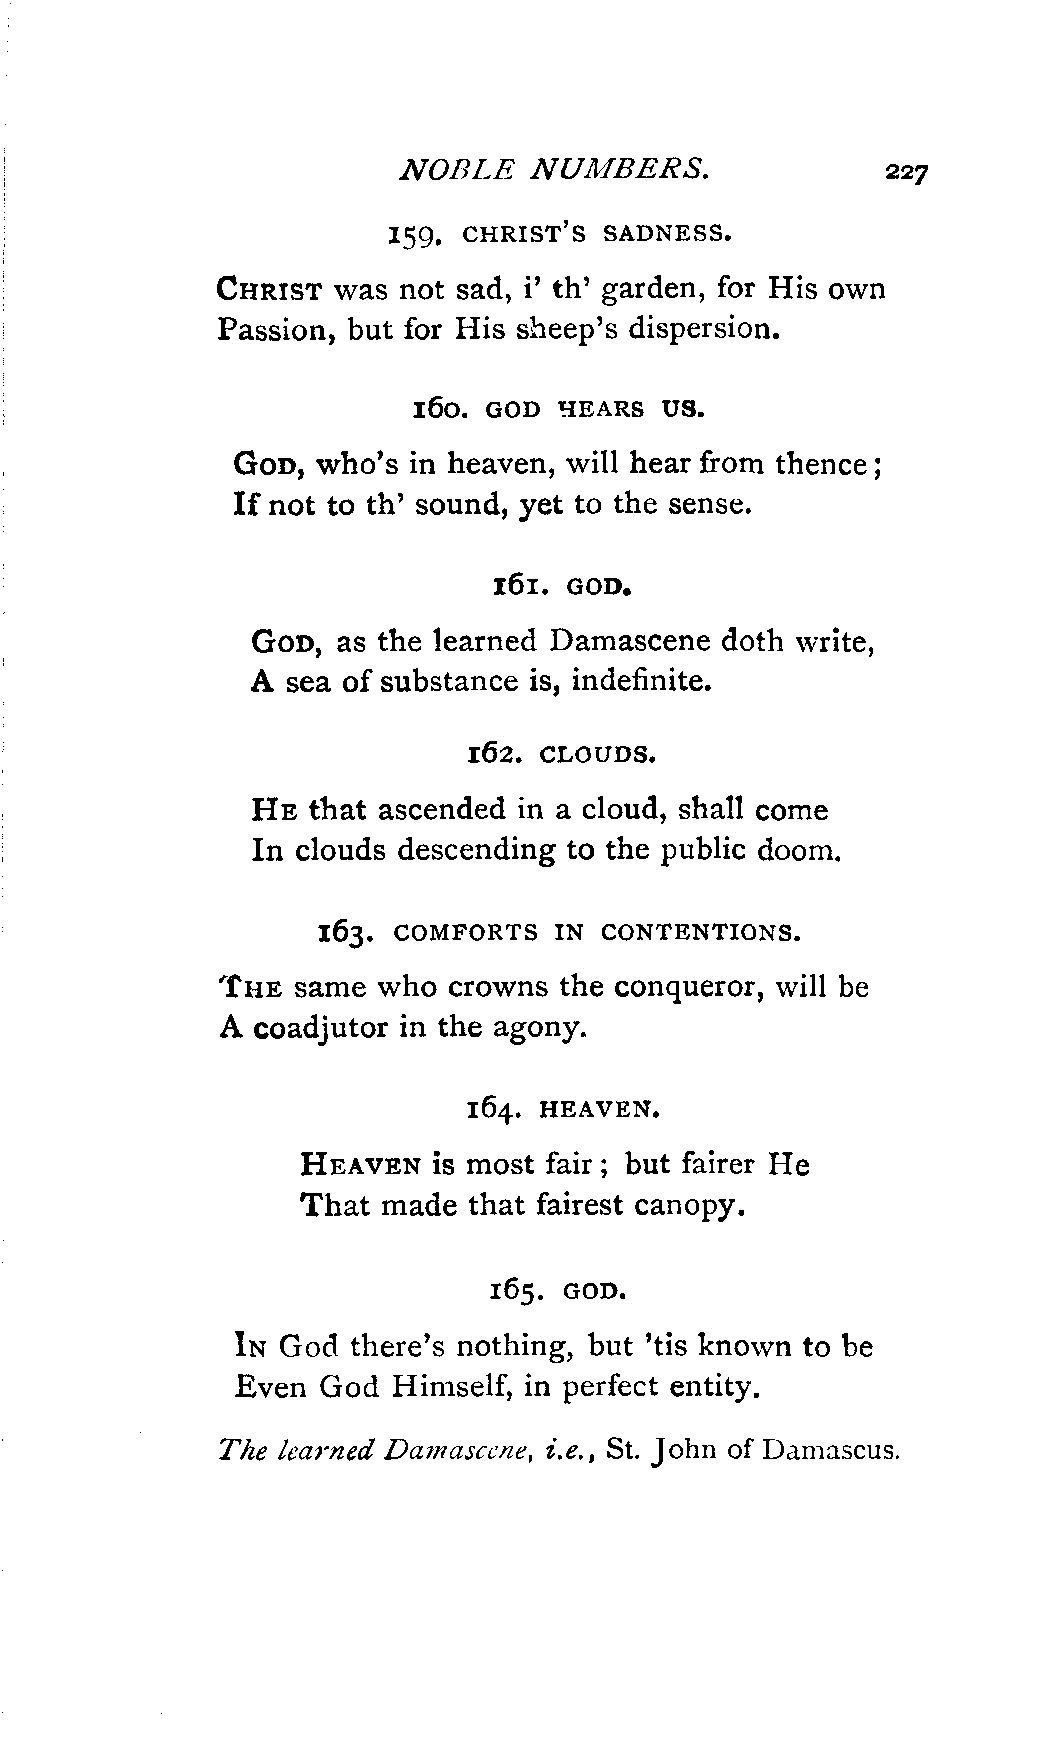 NOBLE NUMBERS. 227
159. CHRIST'S SADNESS.
CHRIST was not sad, i' th' garden, for His own
Passion, but for His sheep's dispersion.
160. GOD HEARS US.
GOD, who's in heaven, will hear from thence;
If not to th' sound, yet to the sense.
161. GOD.
GOD, as the learned Damascene doth write,
A sea of substance is, indefinite.
162. CLOUDS.
HE that ascended in a cloud, shall come
In clouds descending to the public doom.
163. COMFORTS IN CONTENTIONS.
THE same who crowns the conqueror, will be
A coadjutor in the agony.
164. HEAVEN.
HEAVEN is most fair; but fairer He
That made that fairest canopy.
165. GOD.
IN God there's nothing, but 'tis known to be
Even God Himself, in perfect entity.
The learned Damascene, i.e., St. John of Damascus.